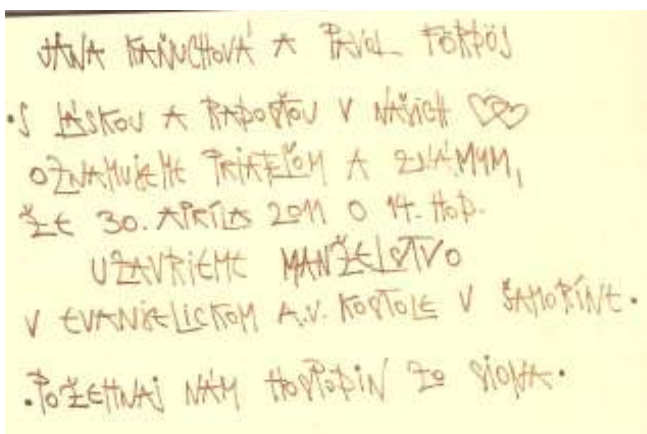 JANA KAŇUCHOVÁ A PAVOL FÖRDÖS
• S LÁSKOU A RADOSŤOU V NAŠICH
OZNAMUJEME PRIATEĽOM A ZNÁMYM,
ŽE 30. APRÍLA 2011 O 14. HOD.
UZAVRIEME MANŽELSTVO
V EVANJELICKOM A.V. KOSTOLE V ŠAMORÍNE.
• POŽEHNAJ NÁM HOSPODIN ZO SIONA.